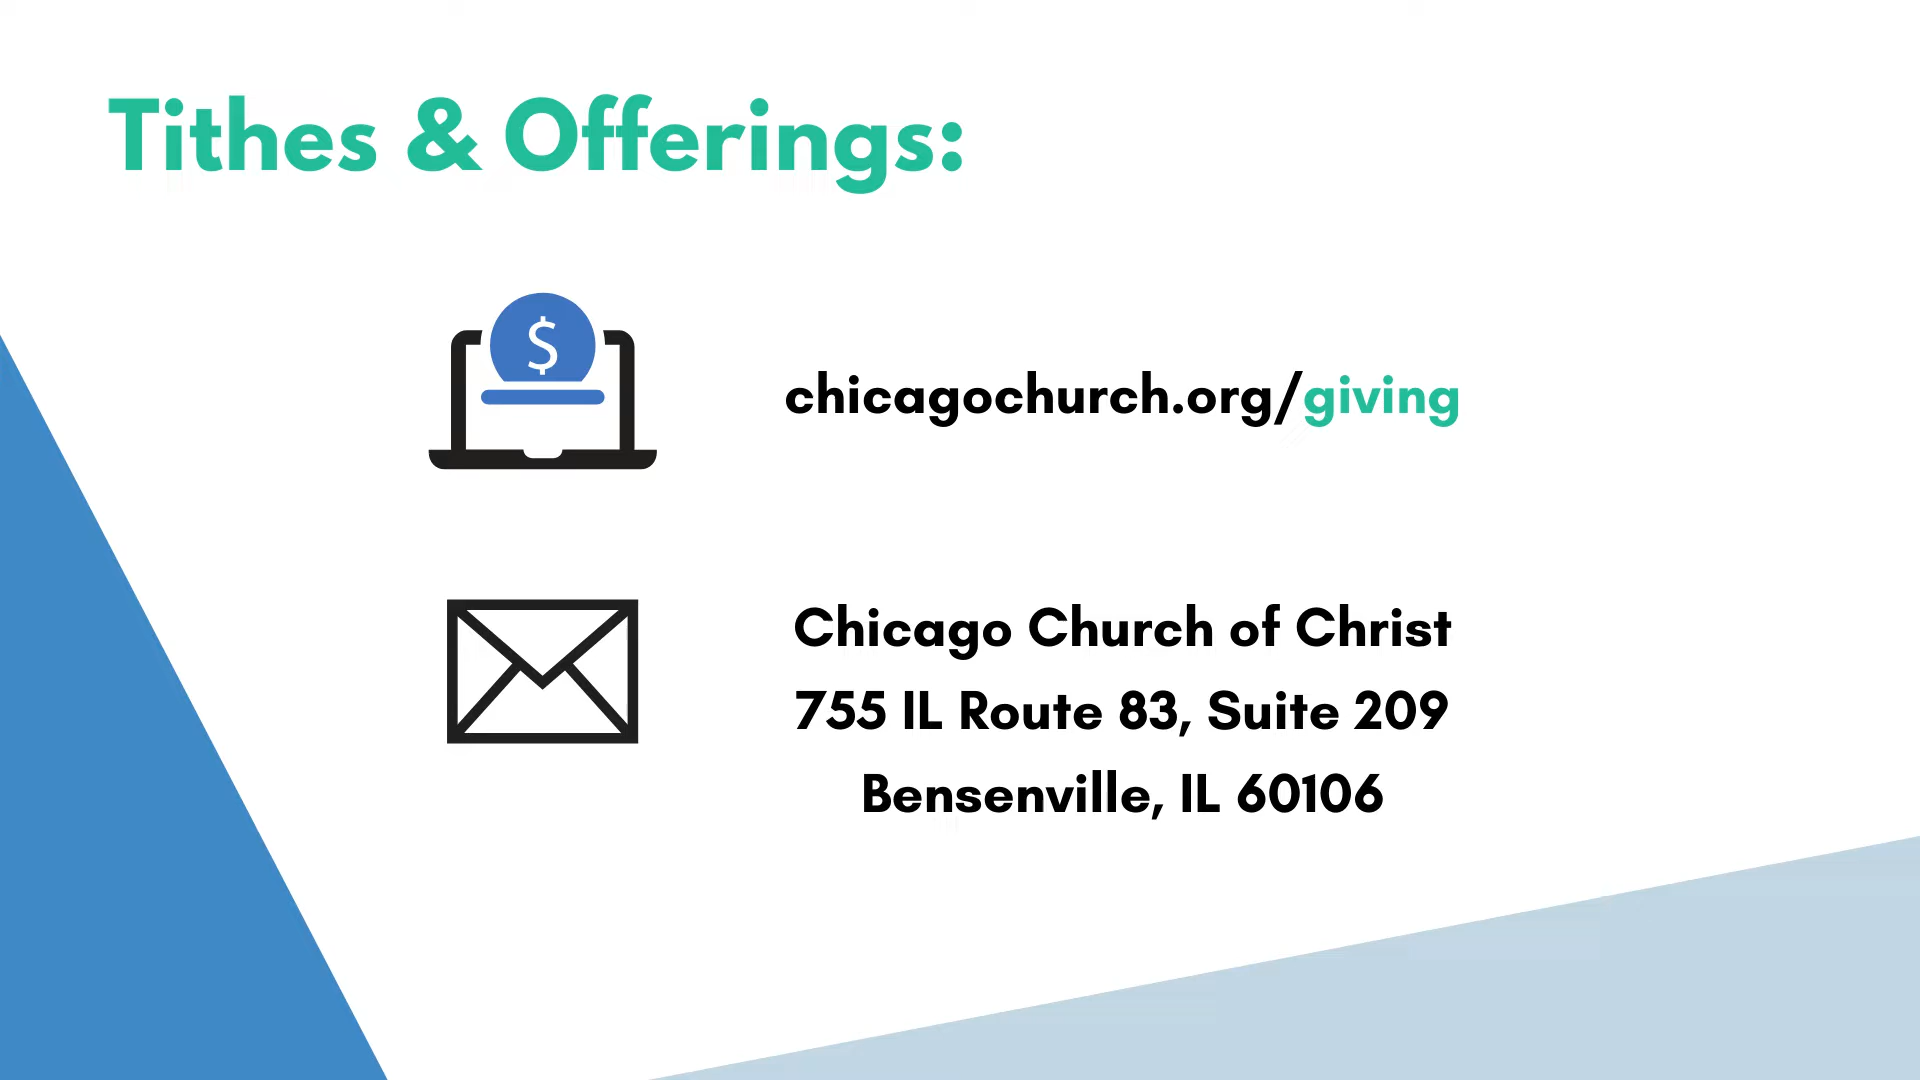 Tithes & Offerings:
$
chicagochurch.org/giving
Chicago Church of Christ
755 IL Route 83, Suite 209
Bensenville, IL 60106